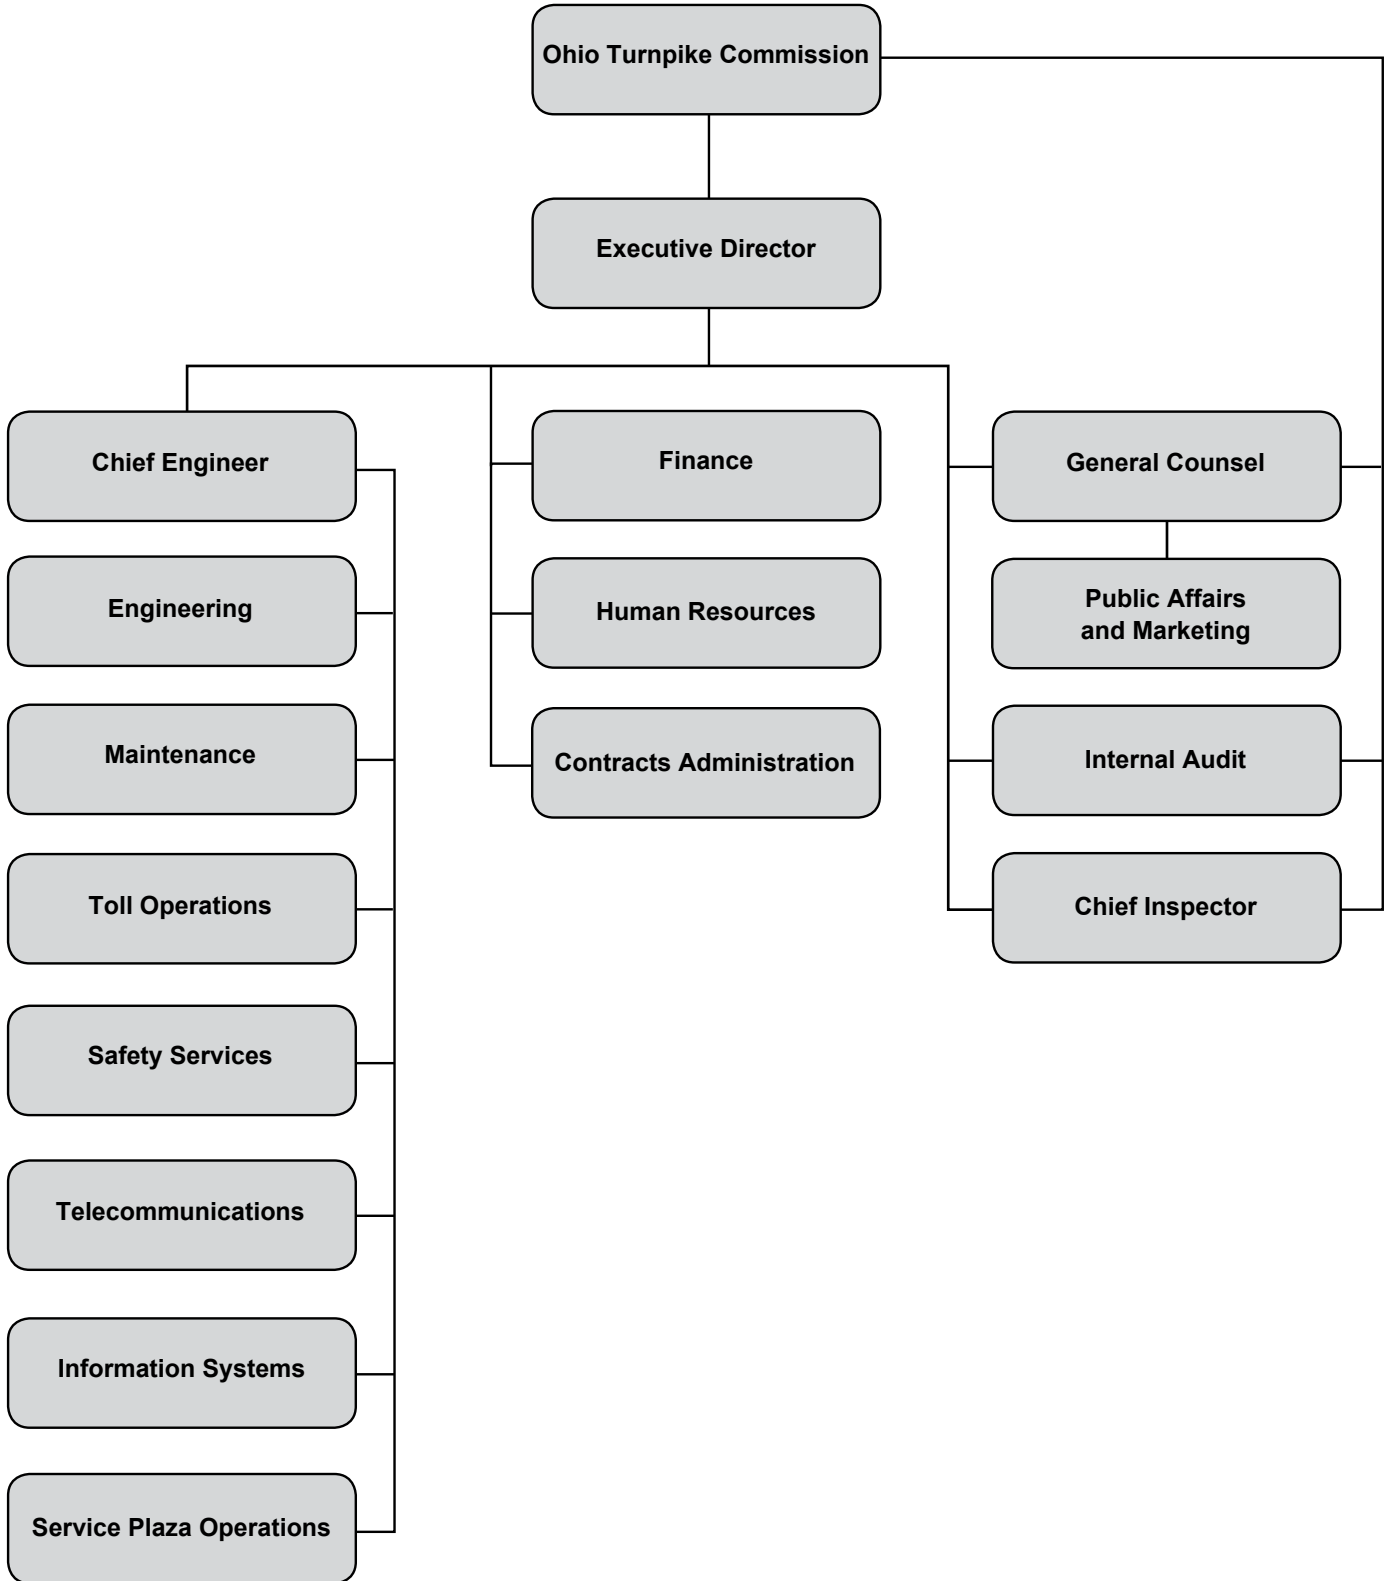 Ohio Turnpike Commission
Executive Director
Chief Engineer
Engineering
Maintenance
Toll Operations
Safety Services
Telecommunications
Information Systems
Service Plaza Operations
Finance
Human Resources
Contracts Administration
General Counsel
Public Affairs
and Marketing
Internal Audit
Chief Inspector